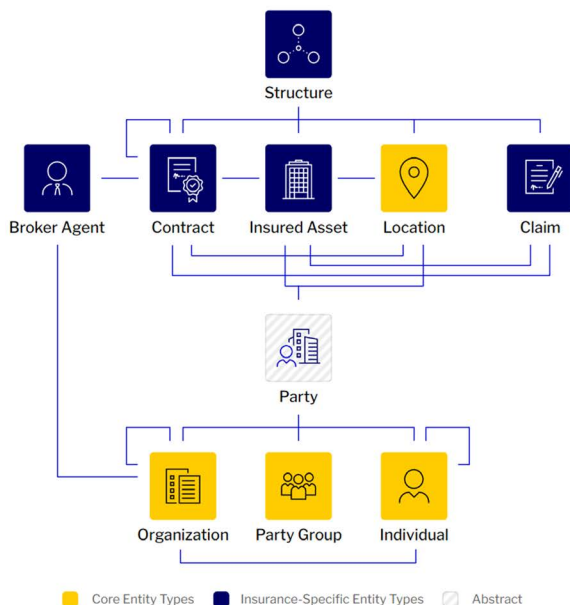 Structure
Broker Agent
Contract
Insured Asset
Location
Claim
Party
Organization
Party Group
Individual
Core Entity Types
Insurance-Specific Entity Types
Abstract